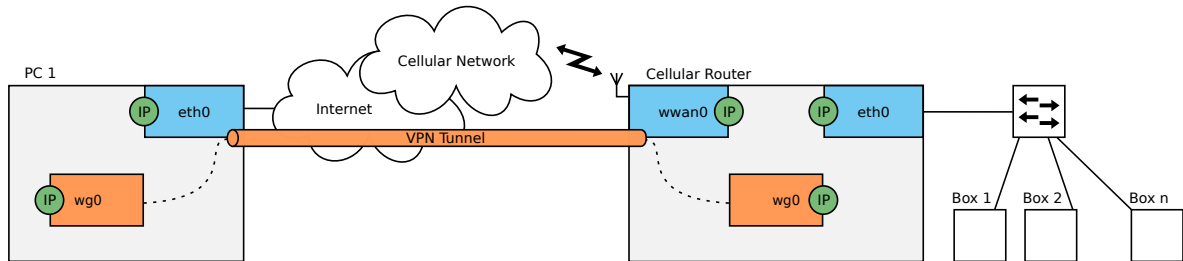 PC 1
IP
eth0
IP
wg0
Internet
Cellular Network
VPN Tunnel
Cellular Router
wwan0
IP
IP
eth0
wg0
IP
Box 1
Box 2
Box n